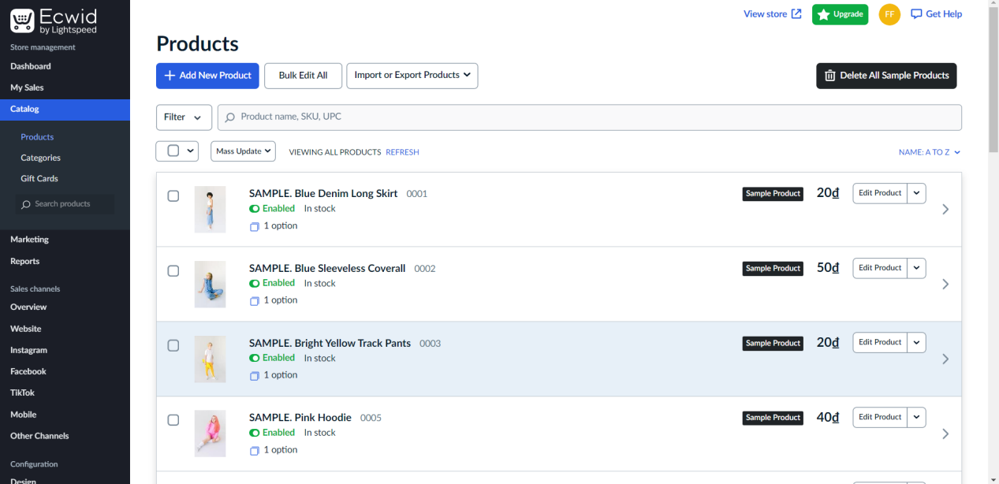 Ecwid
by Lightspeed
Store management
Dashboard
My Sales
Catalog
Products
Categories
Gift Cards
Search products
Marketing
Reports
Sales channels
Overview
Website
Instagram
Facebook
TikTok
Mobile
Other Channels
Configuration
Design
View store
Upgrade
FF
Get Help
Products
Add New Product
Bulk Edit All
Import or Export Products
Delete All Sample Products
Filter
Product name, SKU, UPC
Mass Update
VIEWING ALL PRODUCTS REFRESH
NAME: A TO Z
SAMPLE. Blue Denim Long Skirt 0001
Enabled In stock
1 option
Sample Product 20₫ Edit Product
SAMPLE. Blue Sleeveless Coverall 0002
Enabled In stock
1 option
Sample Product 50₫ Edit Product
SAMPLE. Bright Yellow Track Pants 0003
Enabled In stock
1 option
Sample Product 20₫ Edit Product
SAMPLE. Pink Hoodie 0005
Enabled In stock
1 option
Sample Product 40₫ Edit Product